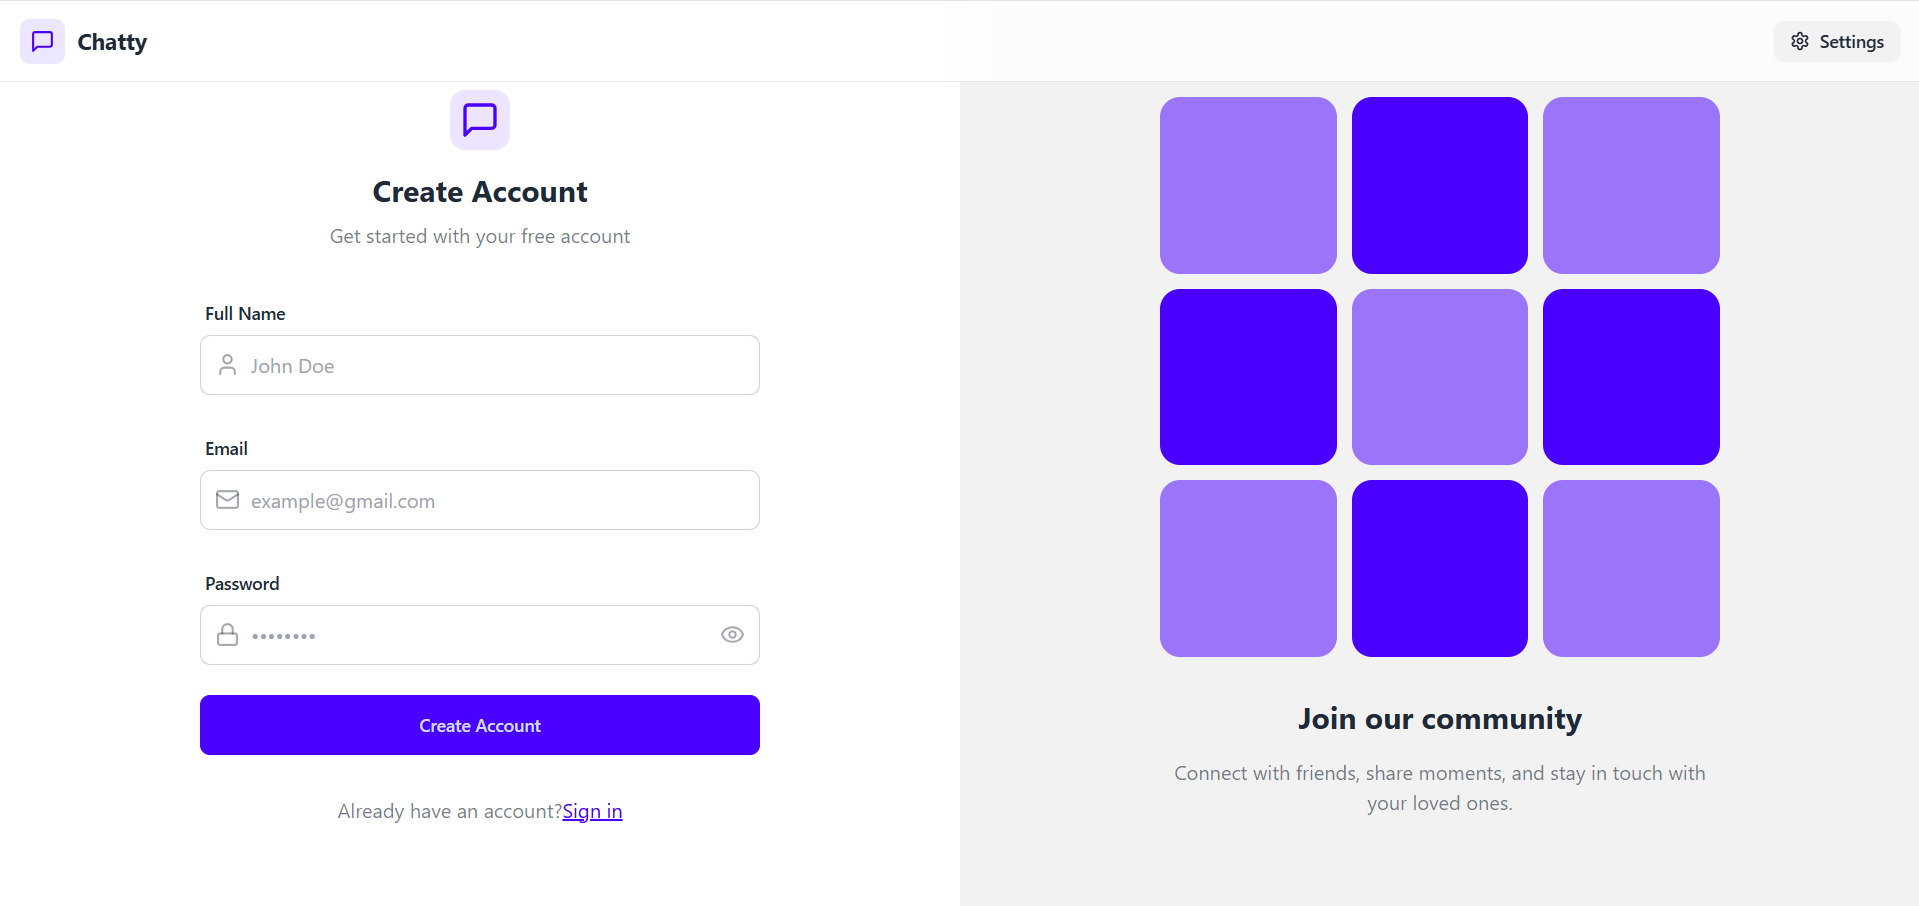 Chatty
Settings
Create Account
Get started with your free account
Full Name
John Doe
Email
example@gmail.com
Password
••••••••
Create Account
Already have an account?Sign in
Join our community
Connect with friends, share moments, and stay in touch with
your loved ones.